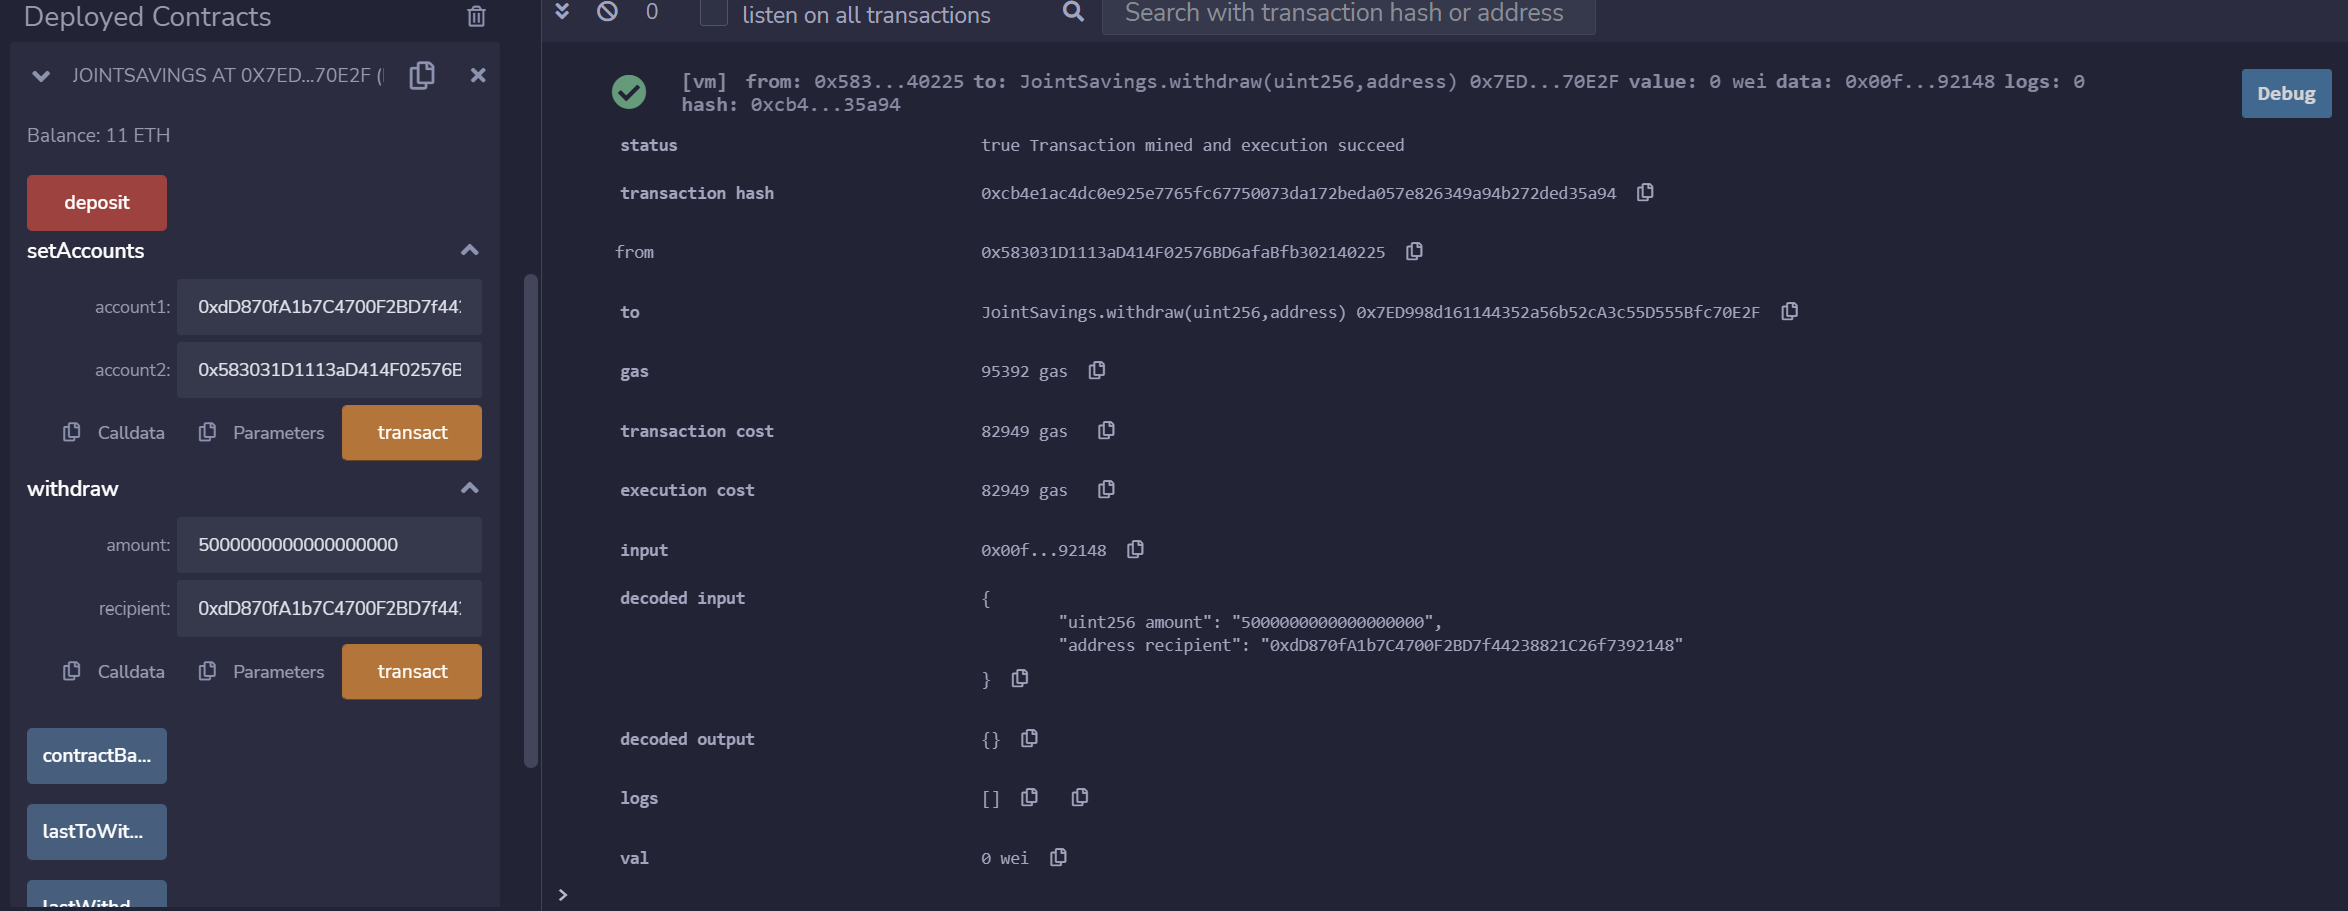 Deployed Contracts
JOINTSAVINGS AT 0X7ED...70E2F (
Balance: 11 ETH
deposit
setAccounts
account1: 0xdD870fA1b7C4700F2BD7f44
account2: 0x583031D1113aD414F02576B
Calldata Parameters transact
withdraw
amount: 5000000000000000000
recipient: 0xdD870fA1b7C4700F2BD7f44
Calldata Parameters transact
contractBa...
lastToWit...
lastWithd
0 listen on all transactions Search with transaction hash or address
[vm] from: 0x583...40225 to: JointSavings.withdraw(uint256,address) 0x7ED...70E2F value: 0 wei data: 0x00f...92148 logs: 0
hash: 0xcb4...35a94
Debug
status true Transaction mined and execution succeed
transaction hash 0xcb4e1ac4dc0e925e7765fc67750073da172beda057e826349a94b272ded35a94
from 0x583031D1113aD414F02576BD6afaBfb302140225
to JointSavings.withdraw(uint256,address) 0x7ED998d161144352a56b52cA3c55D555Bfc70E2F
gas 95392 gas
transaction cost 82949 gas
execution cost 82949 gas
input 0x00f...92148
decoded input {
"uint256 amount": "5000000000000000000",
"address recipient": "0xdD870fA1b7C4700F2BD7f44238821C26f7392148"
}
decoded output {}
logs []
val 0 wei
>